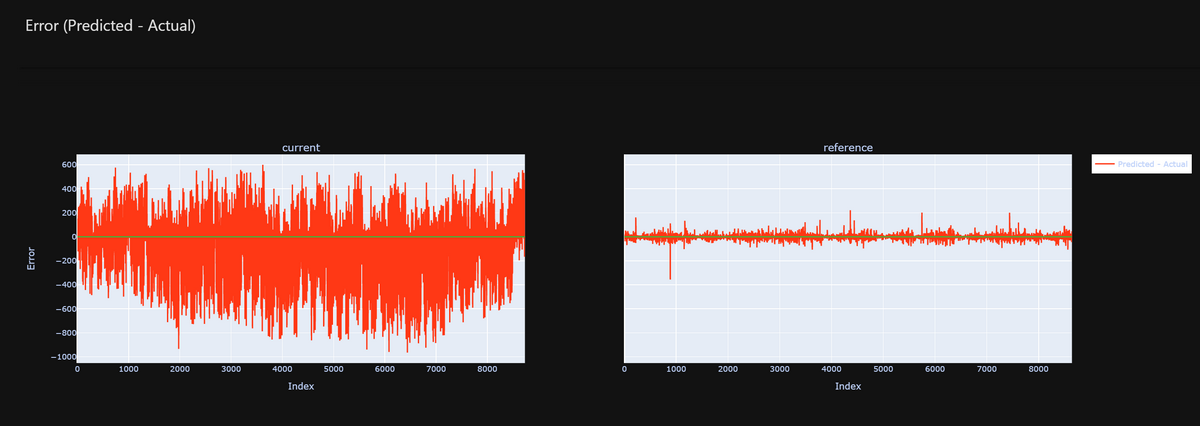 Error (Predicted - Actual)
current
reference
Predicted - Actual
600
400
200
0
−200
−400
−600
−800
−1000
Error
0 1000 2000 3000 4000 5000 6000 7000 8000
0 1000 2000 3000 4000 5000 6000 7000 8000
Index
Index